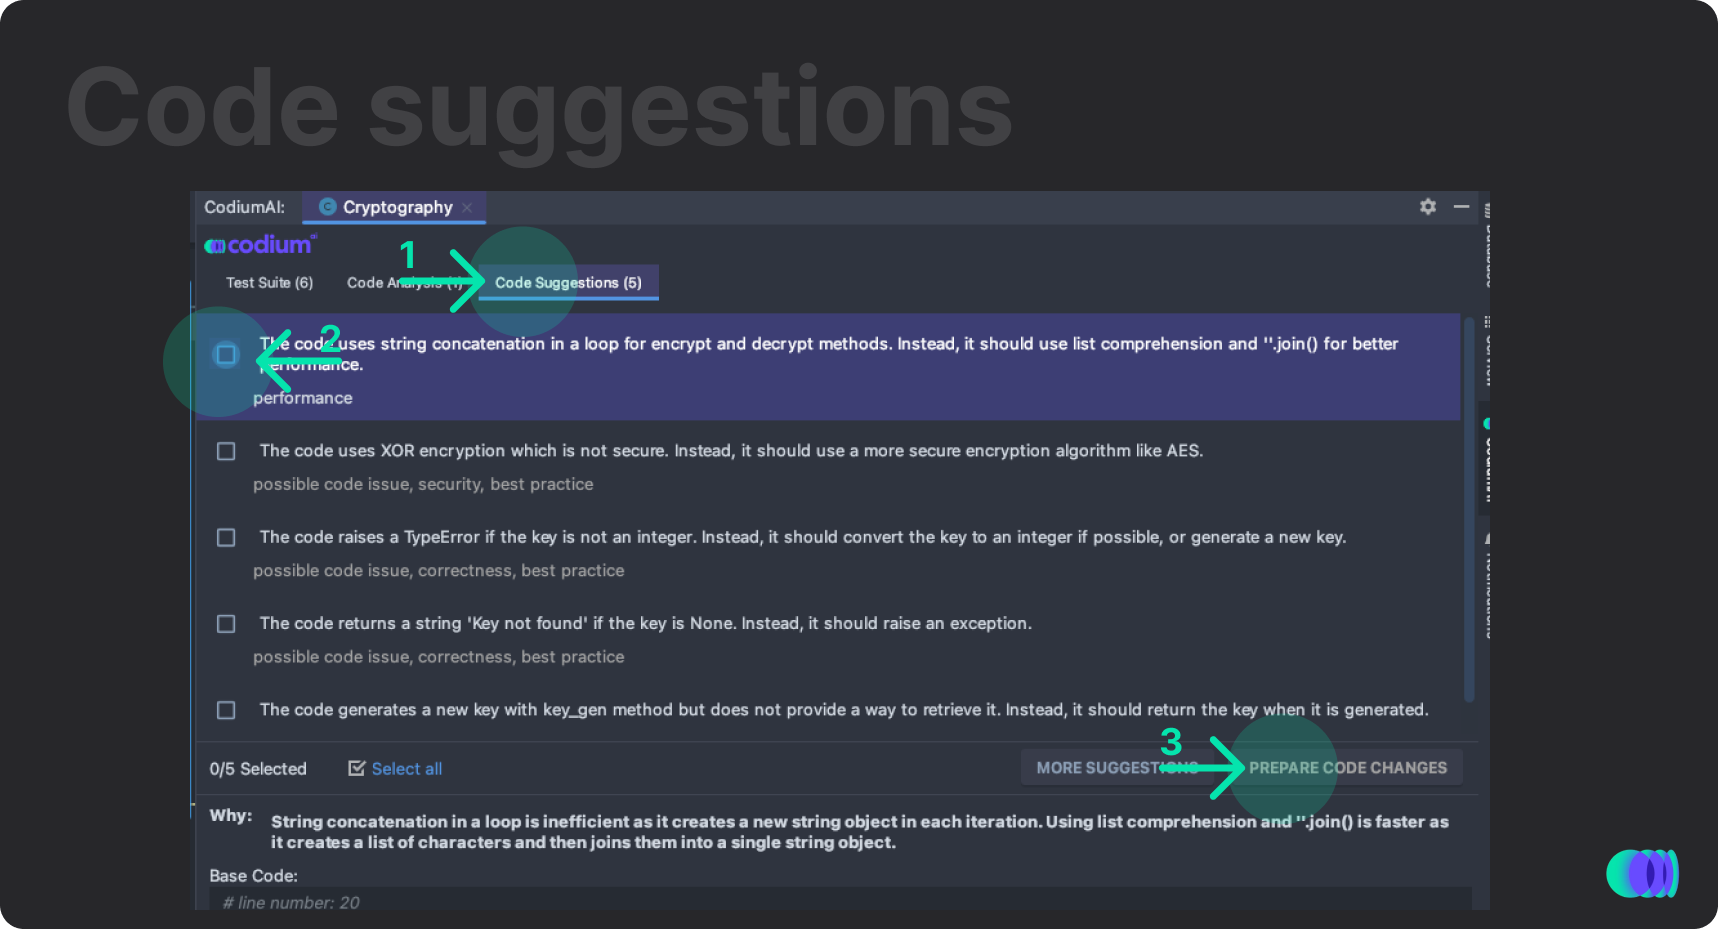 Code suggestions
CodiumAI:
Cryptography
codium ai
1
Test Suite (6)
Code Analysis (1)
Code Suggestions (5)
2
The code uses string concatenation in a loop for encrypt and decrypt methods. Instead, it should use list comprehension and ''.join() for better
performance.
performance
The code uses XOR encryption which is not secure. Instead, it should use a more secure encryption algorithm like AES.
possible code issue, security, best practice
The code raises a TypeError if the key is not an integer. Instead, it should convert the key to an integer if possible, or generate a new key.
possible code issue, correctness, best practice
The code returns a string 'Key not found' if the key is None. Instead, it should raise an exception.
possible code issue, correctness, best practice
The code generates a new key with key_gen method but does not provide a way to retrieve it. Instead, it should return the key when it is generated.
0/5 Selected
Select all
3
MORE SUGGESTIONS
PREPARE CODE CHANGES
Why:
String concatenation in a loop is inefficient as it creates a new string object in each iteration. Using list comprehension and ''.join() is faster as
it creates a list of characters and then joins them into a single string object.
Base Code:
# line number: 20